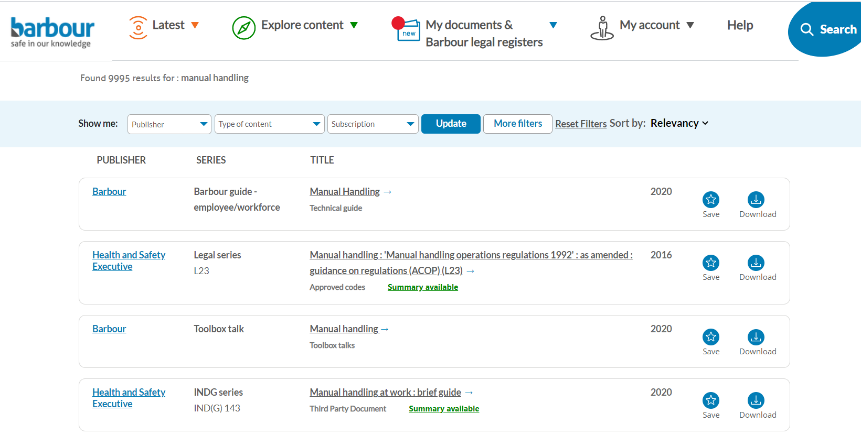 barbour
safe in our knowledge
Latest
Explore content
new
My documents &
Barbour legal registers
My account
Help
Search
Found 9995 results for : manual handling
Show me:
Publisher
Type of content
Subscription
Update
More filters
Reset Filters
Sort by:
Relevancy
PUBLISHER
SERIES
TITLE
Barbour
Barbour guide -
employee/workforce
Manual Handling →
Technical guide
2020
Save
Download
Health and Safety
Executive
Legal series
L23
Manual handling : 'Manual handling operations regulations 1992' : as amended :
guidance on regulations (ACOP) (L23) →
Approved codes
Summary available
2016
Save
Download
Barbour
Toolbox talk
Manual handling →
Toolbox talks
2020
Save
Download
Health and Safety
Executive
INDG series
IND(G) 143
Manual handling at work : brief guide →
Third Party Document
Summary available
2020
Save
Download